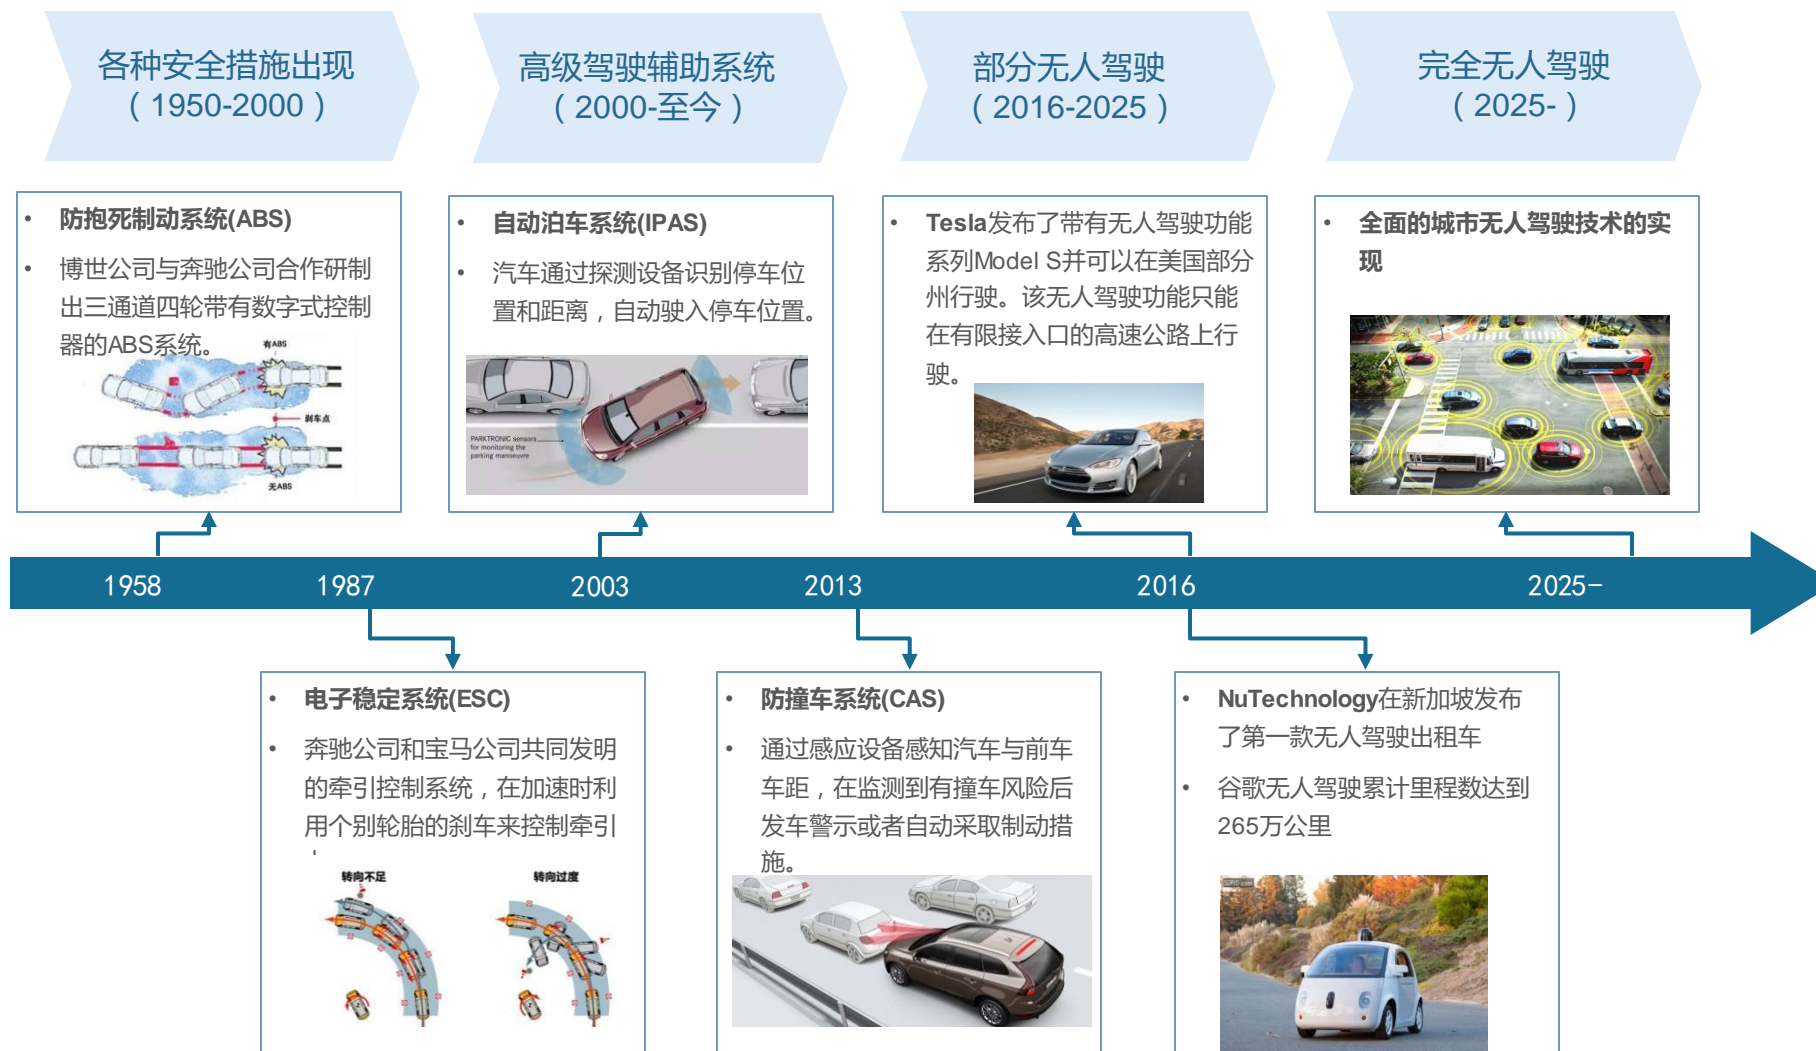 各种安全措施出现
（1950-2000）
高级驾驶辅助系统
（2000-至今）
部分无人驾驶
（2016-2025）
完全无人驾驶
（2025-）
• 防抱死制动系统(ABS)
• 博世公司与奔驰公司合作研制
出三通道四轮带有数字式控制
器的ABS系统。
有ABS
刹车点
无ABS
• 自动泊车系统(IPAS)
• 汽车通过探测设备识别停车位
置和距离，自动驶入停车位置。
PARKTRONIC sensors
for monitoring the
parking manoeuvre
• Tesla发布了带有无人驾驶功能
系列Model S并可以在美国部分
州行驶。该无人驾驶功能只能
在有限接入口的高速公路上行
驶。
• 全面的城市无人驾驶技术的实
现
1958
1987
2003
2013
2016
2025-
• 电子稳定系统(ESC)
• 奔驰公司和宝马公司共同发明
的牵引控制系统，在加速时利
用个别轮胎的刹车来控制牵引
转向不足
转向过度
• 防撞车系统(CAS)
• 通过感应设备感知汽车与前车
车距，在监测到有撞车风险后
发车警示或者自动采取制动措
施。
• NuTechnology在新加坡发布
了第一款无人驾驶出租车
• 谷歌无人驾驶累计里程数达到
265万公里